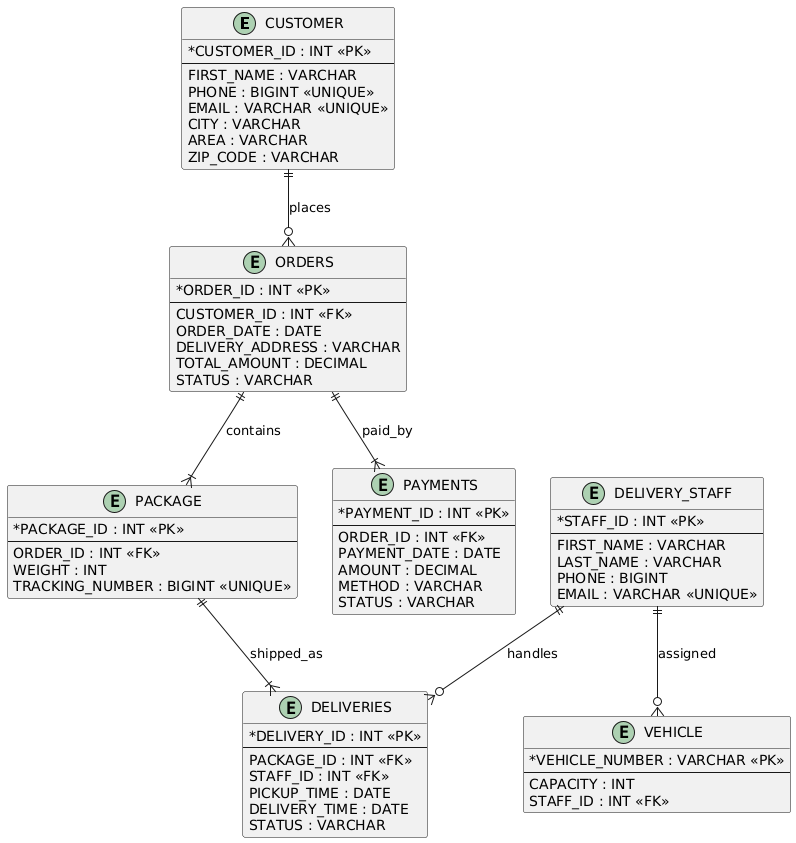 E CUSTOMER
*CUSTOMER_ID : INT «PK»
FIRST_NAME : VARCHAR
PHONE : BIGINT «UNIQUE»
EMAIL : VARCHAR «UNIQUE»
CITY : VARCHAR
AREA : VARCHAR
ZIP_CODE : VARCHAR
places
E ORDERS
*ORDER_ID : INT «PK»
CUSTOMER_ID : INT «FK»
ORDER_DATE : DATE
DELIVERY_ADDRESS : VARCHAR
TOTAL_AMOUNT : DECIMAL
STATUS : VARCHAR
contains
paid_by
E PACKAGE
*PACKAGE_ID : INT «PK»
ORDER_ID : INT «FK»
WEIGHT : INT
TRACKING_NUMBER : BIGINT «UNIQUE»
E PAYMENTS
*PAYMENT_ID : INT «PK»
ORDER_ID : INT «FK»
PAYMENT_DATE : DATE
AMOUNT : DECIMAL
METHOD : VARCHAR
STATUS : VARCHAR
E DELIVERY_STAFF
*STAFF_ID : INT «PK»
FIRST_NAME : VARCHAR
LAST_NAME : VARCHAR
PHONE : BIGINT
EMAIL : VARCHAR «UNIQUE»
shipped_as
handles
assigned
E DELIVERIES
*DELIVERY_ID : INT «PK»
PACKAGE_ID : INT «FK»
STAFF_ID : INT «FK»
PICKUP_TIME : DATE
DELIVERY_TIME : DATE
STATUS : VARCHAR
E VEHICLE
*VEHICLE_NUMBER : VARCHAR «PK»
CAPACITY : INT
STAFF_ID : INT «FK»